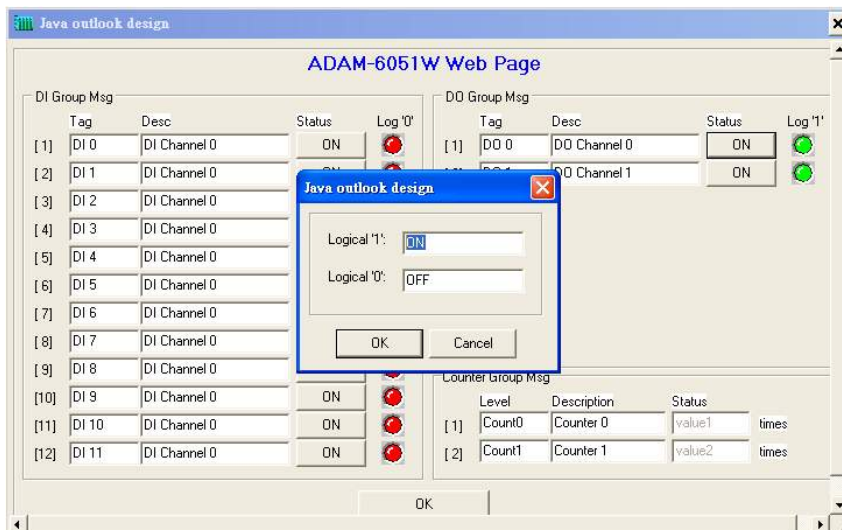 Java outlook design
ADAM-6051W Web Page
DI Group Msg
Tag Desc Status Log '0'
[ 1] DI 0 DI Channel 0 ON
[ 2] DI 1 DI Channel 0
[ 3] DI 2 DI Channel 0
[ 4] DI 3 DI Channel 0
[ 5] DI 4 DI Channel 0
[ 6] DI 5 DI Channel 0
[ 7] DI 6 DI Channel 0
[ 8] DI 7 DI Channel 0
[ 9] DI 8 DI Channel 0
[10] DI 9 DI Channel 0 ON
[11] DI 10 DI Channel 0 ON
[12] DI 11 DI Channel 0 ON
DO Group Msg
Tag Desc Status Log '1'
[ 1] DO 0 DO Channel 0 ON
DO Channel 1 ON
Java outlook design
Logical '1': ON
Logical '0': OFF
OK Cancel
Counter Group Msg
Level Description Status
[ 1] Count0 Counter 0 value1 times
[ 2] Count1 Counter 1 value2 times
OK